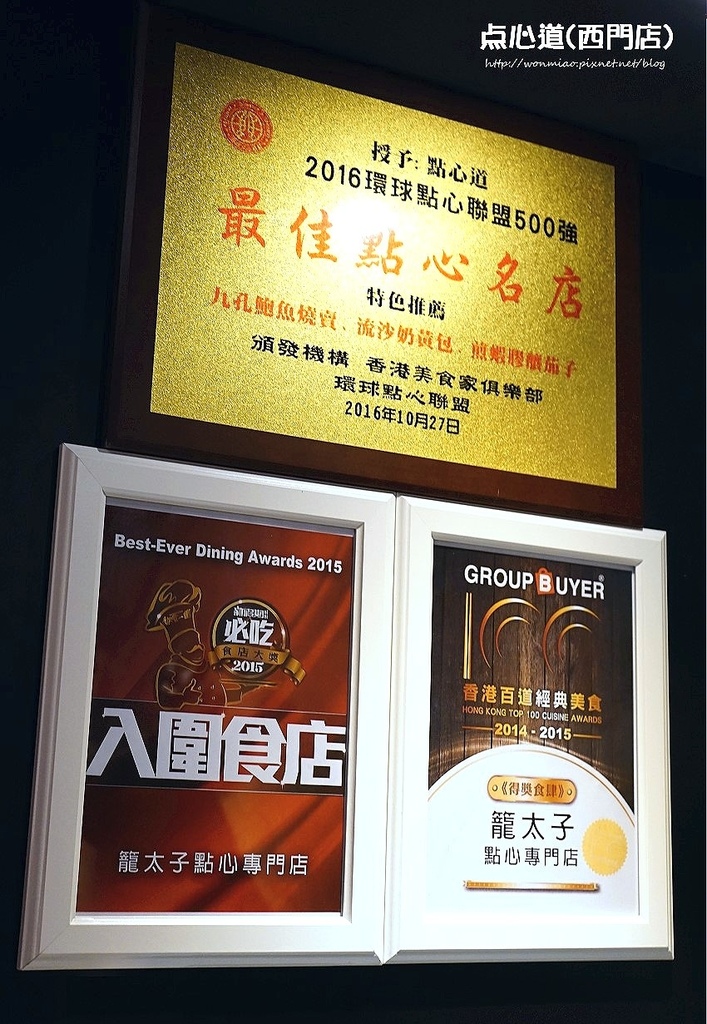 点心道(西門店)
http://wonmiao.pixnet.net/blog
授予: 點心道
2016環球點心聯盟500強
最佳點心名店
特色推薦
九孔鮑魚燒賣、流沙奶黃包、煎蝦膠釀茄子
頒發機構 香港美食家俱樂部
環球點心聯盟
2016年10月27日
Best-Ever Dining Awards 2015
必吃
食店大獎
2015
入圍食店
籠太子點心專門店
GROUP BUYER®
100
香港百道經典美食
HONG KONG TOP 100 CUISINE AWARDS
2014 - 2015
《得獎食肆》
籠太子
點心專門店